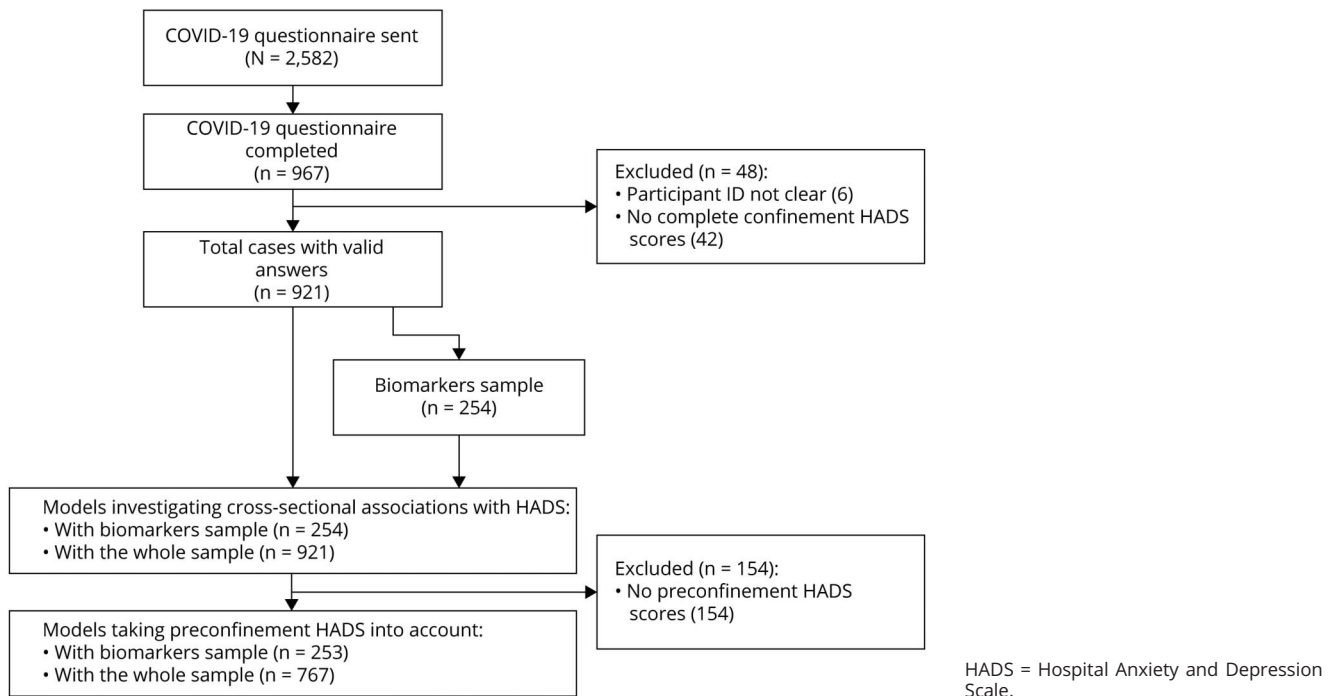 COVID-19 questionnaire sent
(N = 2,582)
COVID-19 questionnaire
completed
(n = 967)
Excluded (n = 48):
• Participant ID not clear (6)
• No complete confinement HADS
scores (42)
Total cases with valid
answers
(n = 921)
Biomarkers sample
(n = 254)
Models investigating cross-sectional associations with HADS:
• With biomarkers sample (n = 254)
• With the whole sample (n = 921)
Excluded (n = 154):
• No preconfinement HADS
scores (154)
Models taking preconfinement HADS into account:
• With biomarkers sample (n = 253)
• With the whole sample (n = 767)
HADS = Hospital Anxiety and Depression
Scale.